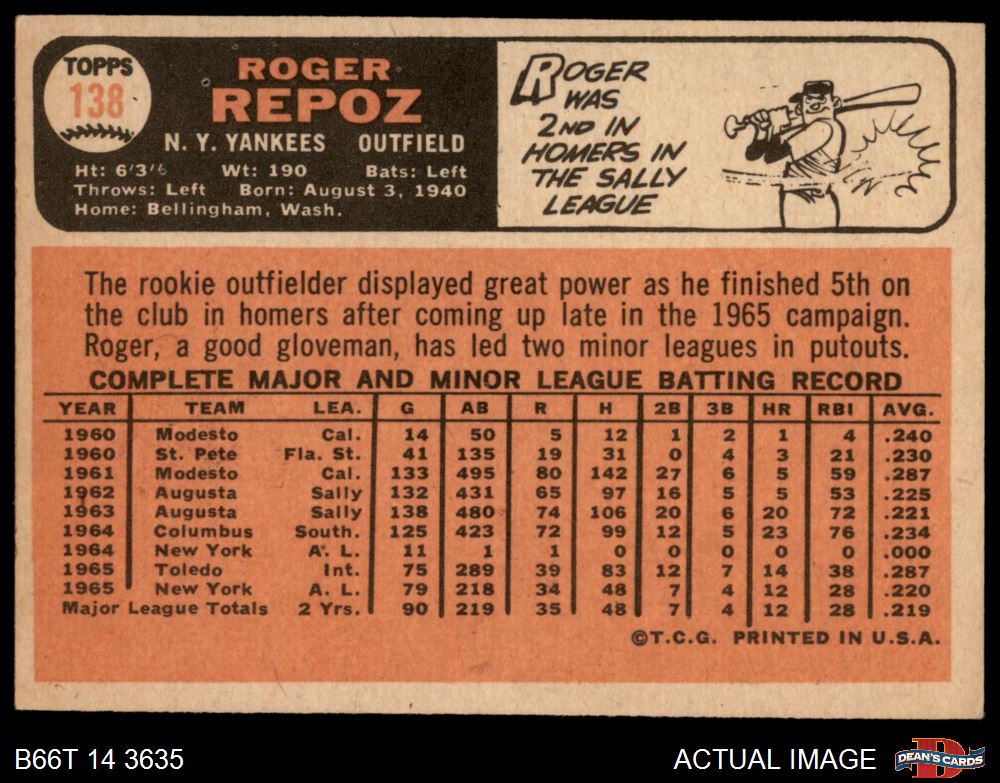 TOPPS
138
ROGER
REPOZ
N. Y. YANKEES OUTFIELD
Ht: 6'3½ Wt: 190 Bats: Left
Throws: Left Born: August 3, 1940
Home: Bellingham, Wash.
ROGER
WAS
2ND IN
HOMERS IN
THE SALLY
LEAGUE
The rookie outfielder displayed great power as he finished 5th on
the club in homers after coming up late in the 1965 campaign.
Roger, a good gloveman, has led two minor leagues in putouts.
COMPLETE MAJOR AND MINOR LEAGUE BATTING RECORD
YEAR TEAM LEA. G AB R H 2B 3B HR RBI AVG.
1960 Modesto Cal. 14 50 5 12 1 2 1 4 .240
1960 St. Pete Fla. St. 41 135 19 31 0 4 3 21 .230
1961 Modesto Cal. 133 495 80 142 27 6 5 59 .287
1962 Augusta Sally 132 431 65 97 16 5 5 53 .225
1963 Augusta Sally 138 480 74 106 20 6 20 72 .221
1964 Columbus South. 125 423 72 99 12 5 23 76 .234
1964 New York A. L. 11 1 1 0 0 0 0 0 .000
1965 Toledo Int. 75 289 39 83 12 7 14 38 .287
1965 New York A. L. 79 218 34 48 7 4 12 28 .220
Major League Totals 2 Yrs. 90 219 35 48 7 4 12 28 .219
©T.C.G. PRINTED IN U.S.A.
B66T 14 3635 ACTUAL IMAGE
D
DEAN'S CARDS